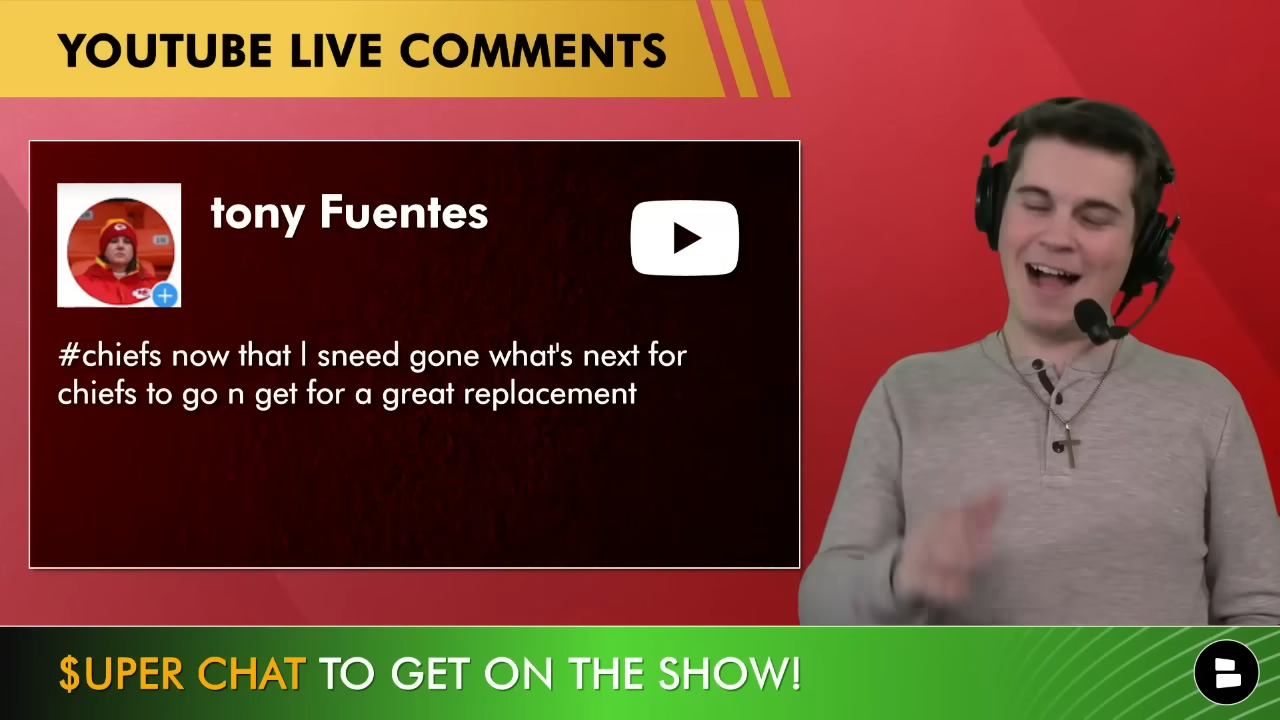 YOUTUBE LIVE COMMENTS
tony Fuentes
#chiefs now that l sneed gone what's next for
chiefs to go n get for a great replacement
$UPER CHAT TO GET ON THE SHOW!